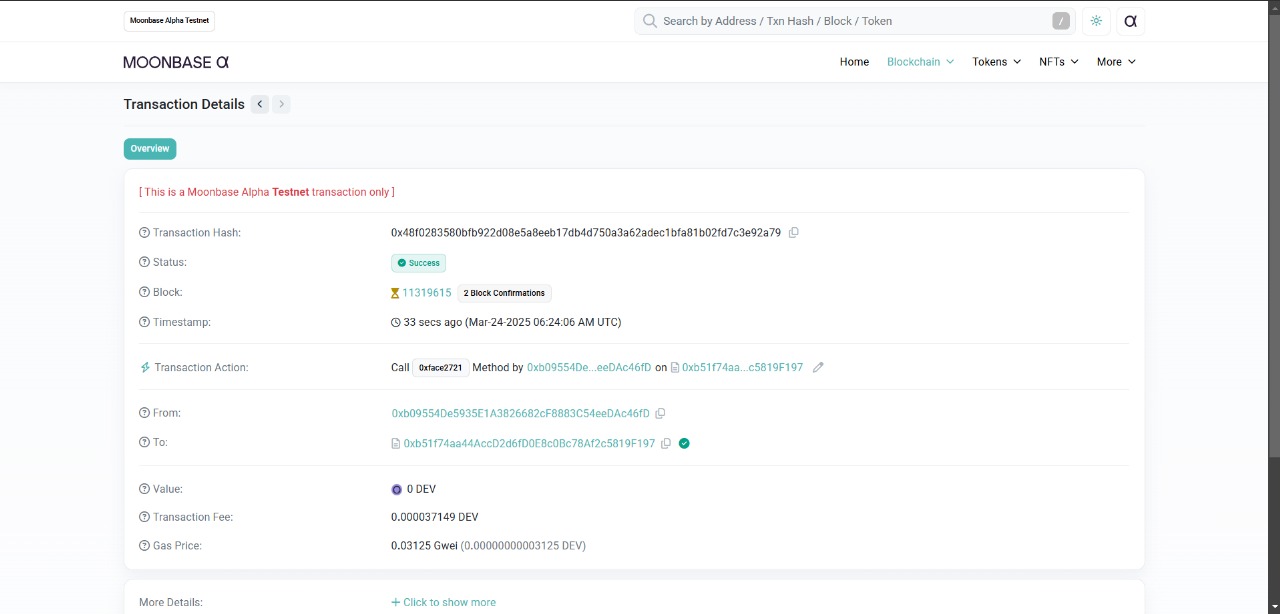 Moonbase Alpha Testnet
Search by Address / Txn Hash / Block / Token
/
α
MOONBASE α
Home Blockchain Tokens NFTs More
Transaction Details
Overview
[ This is a Moonbase Alpha Testnet transaction only ]
Transaction Hash: 0x48f0283580bfb922d08e5a8eeb17db4d750a3a62adec1bfa81b02fd7c3e92a79
Status: Success
Block: 11319615 2 Block Confirmations
Timestamp: 33 secs ago (Mar-24-2025 06:24:06 AM UTC)
Transaction Action: Call 0xface2721 Method by 0xb09554De...eeDAc46fD on 0xb51f74aa...c5819F197
From: 0xb09554De5935E1A3826682cF8883C54eeDAc46fD
To: 0xb51f74aa44AccD2d6fD0E8c0Bc78Af2c5819F197
Value: 0 DEV
Transaction Fee: 0.000037149 DEV
Gas Price: 0.03125 Gwei (0.00000000003125 DEV)
More Details: + Click to show more